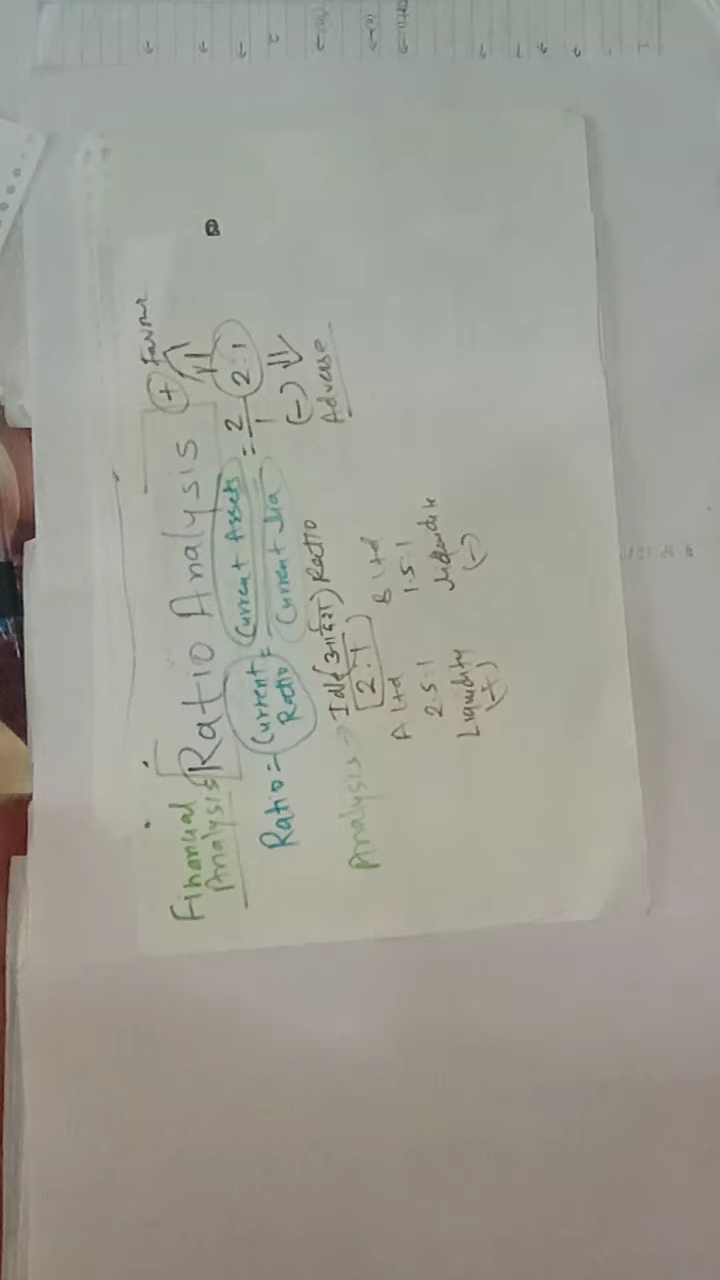 Financial
Analysis Ratio Analysis (+) Favour
Ratio = Current Ratio = Current Assets / Current Lia = 2/1 2:1
(-) Adverse
Analysis → Idle (आदर्श) Ratio
2:1
A Ltd B Ltd
2.5:1 1.5:1
Liquidity
(+) (-)